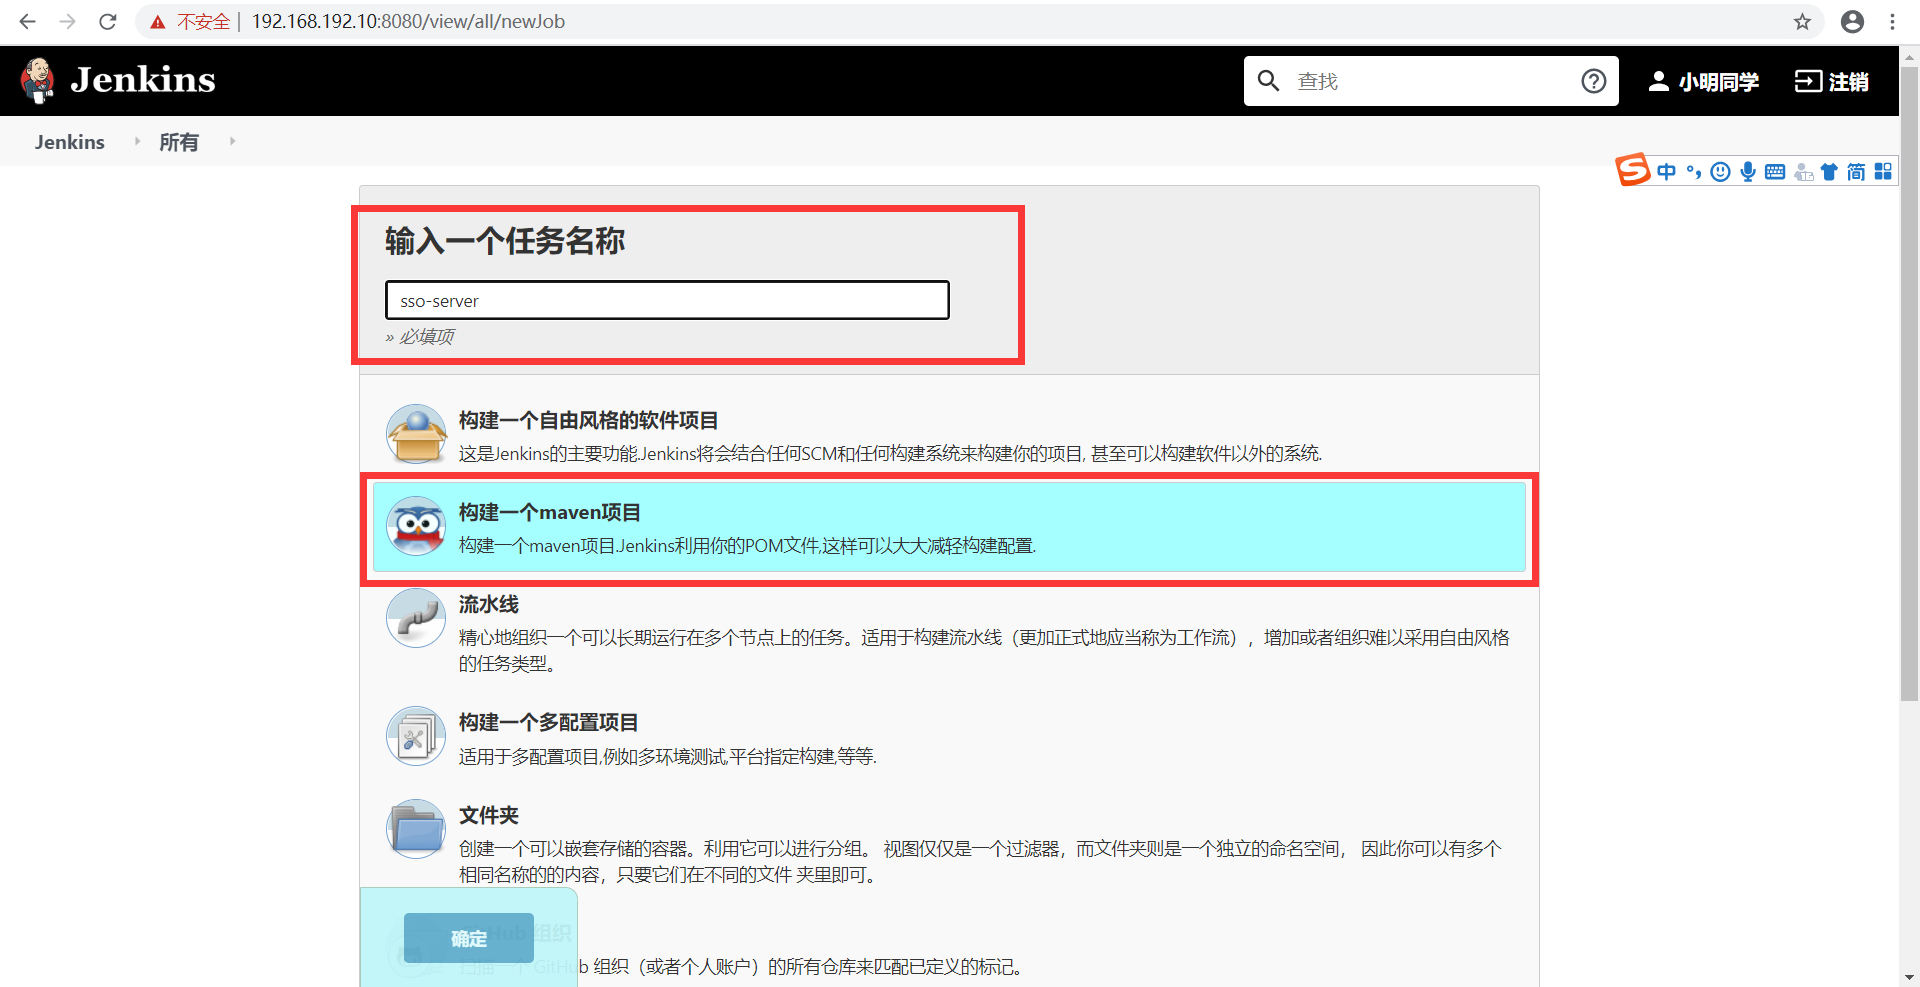 不安全 | 192.168.192.10:8080/view/all/newJob
Jenkins
查找
小明同学
注销
Jenkins
所有
中 °, 简
输入一个任务名称
sso-server
» 必填项
构建一个自由风格的软件项目
这是Jenkins的主要功能.Jenkins将会结合任何SCM和任何构建系统来构建你的项目, 甚至可以构建软件以外的系统.
构建一个maven项目
构建一个maven项目.Jenkins利用你的POM文件,这样可以大大减轻构建配置.
流水线
精心地组织一个可以长期运行在多个节点上的任务。适用于构建流水线（更加正式地应当称为工作流），增加或者组织难以采用自由风格
的任务类型。
构建一个多配置项目
适用于多配置项目,例如多环境测试,平台指定构建,等等.
文件夹
创建一个可以嵌套存储的容器。利用它可以进行分组。 视图仅仅是一个过滤器，而文件夹则是一个独立的命名空间， 因此你可以有多个
相同名称的的内容，只要它们在不同的文件 夹里即可。
确定
Hub 组织
扫描一个 GitHub 组织（或者个人账户）的所有仓库来匹配已定义的标记。